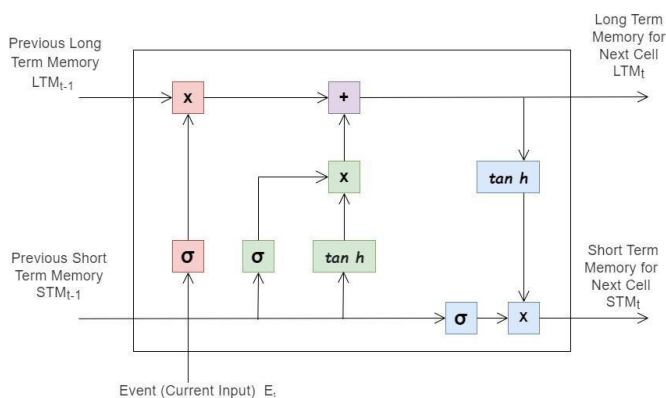 Previous Long
Term Memory
LTMt-1
Long Term
Memory for
Next Cell
LTMt
x
+
x
tan h
Previous Short
Term Memory
STMt-1
σ
σ
tan h
Short Term
Memory for
Next Cell
STMt
σ
x
Event (Current Input) Et